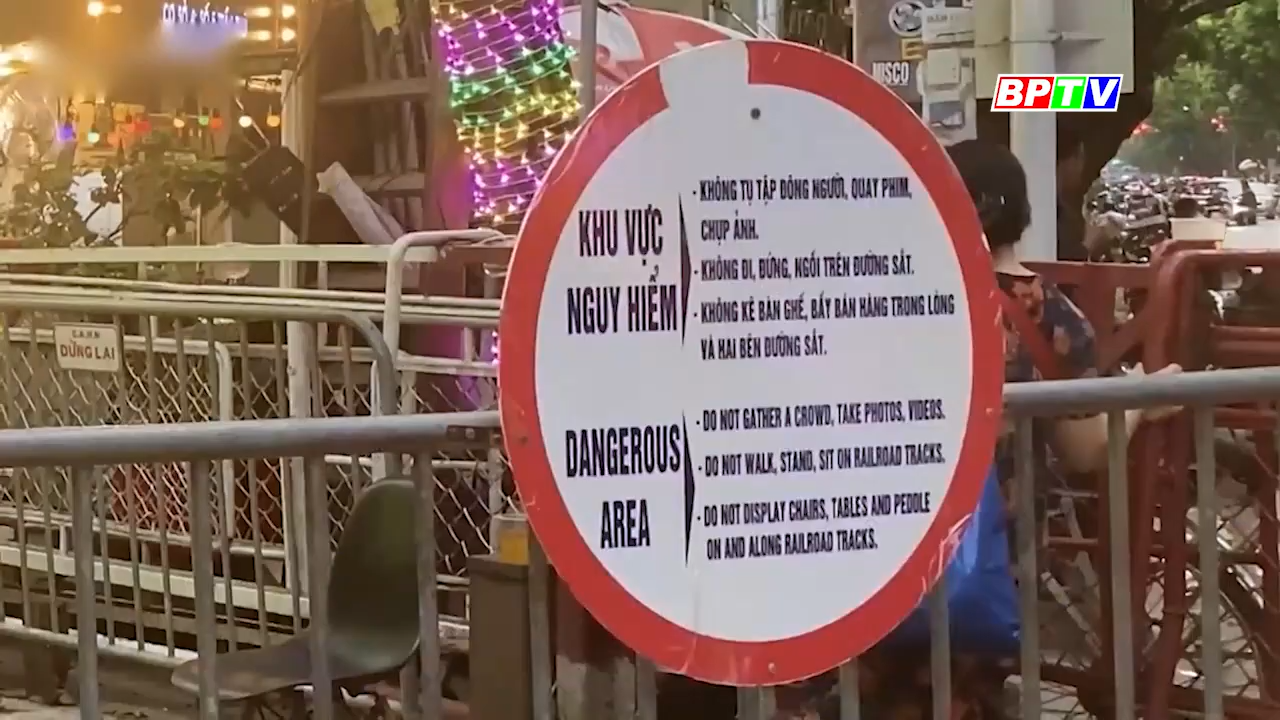 BPTV
MISCO
KHU VỰC
NGUY HIỂM
- KHÔNG TỤ TẬP ĐÔNG NGƯỜI, QUAY PHIM,
CHỤP ẢNH.
- KHÔNG ĐI, ĐỨNG, NGỒI TRÊN ĐƯỜNG SẮT.
- KHÔNG KÊ BÀN GHẾ, BẦY BÁN HÀNG TRONG LÒNG
VÀ HAI BÊN ĐƯỜNG SẮT.
C.A.H.N
DỪNG LẠI
DANGEROUS
AREA
- DO NOT GATHER A CROWD, TAKE PHOTOS, VIDEOS.
- DO NOT WALK, STAND, SIT ON RAILROAD TRACKS.
- DO NOT DISPLAY CHAIRS, TABLES AND PEDDLE
ON AND ALONG RAILROAD TRACKS.